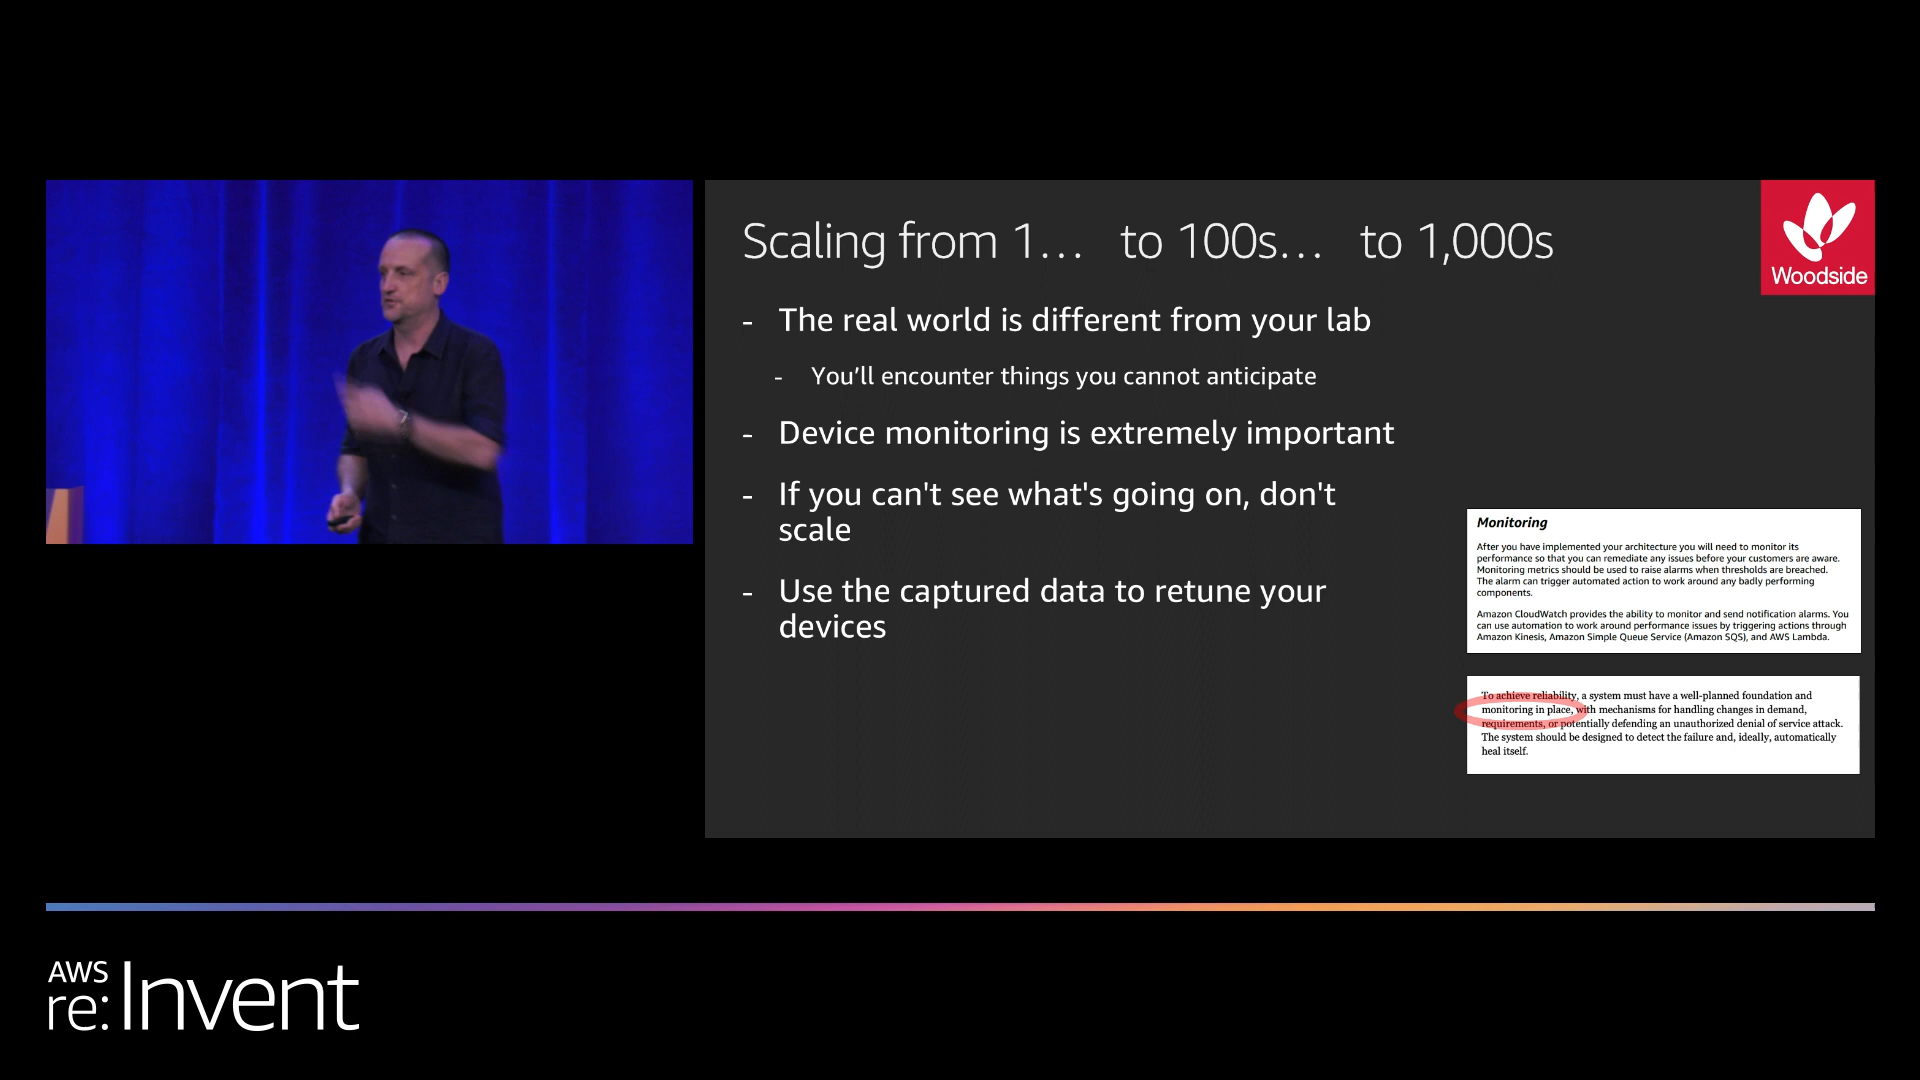 Scaling from 1… to 100s… to 1,000s
Woodside
- The real world is different from your lab
- You’ll encounter things you cannot anticipate
- Device monitoring is extremely important
- If you can't see what's going on, don't
scale
- Use the captured data to retune your
devices
Monitoring
After you have implemented your architecture you will need to monitor its
performance so that you can remediate any issues before your customers are aware.
Monitoring metrics should be used to raise alarms when thresholds are breached.
The alarm can trigger automated action to work around any badly performing
components.
Amazon CloudWatch provides the ability to monitor and send notification alarms. You
can use automation to work around performance issues by triggering actions through
Amazon Kinesis, Amazon Simple Queue Service (Amazon SQS), and AWS Lambda.
To achieve reliability, a system must have a well-planned foundation and
monitoring in place, with mechanisms for handling changes in demand,
requirements, or potentially defending an unauthorized denial of service attack.
The system should be designed to detect the failure and, ideally, automatically
heal itself.
AWS
re:Invent